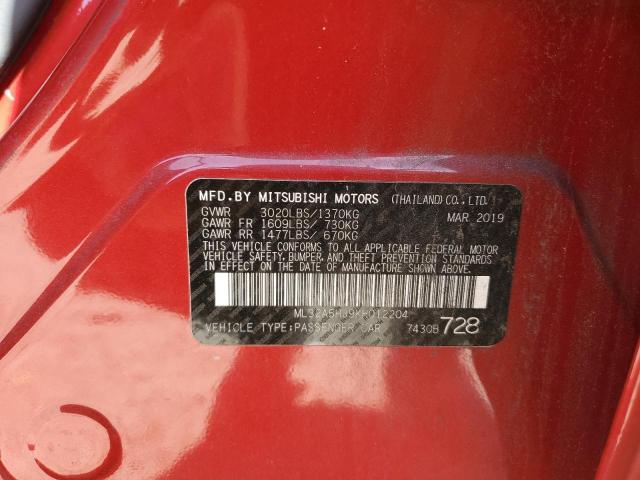 MFD.BY MITSUBISHI MOTORS (THAILAND) CO., LTD.
GVWR 3020LBS/1370KG MAR 2019
GAWR FR 1609LBS/ 730KG
GAWR RR 1477LBS/ 670KG
THIS VEHICLE CONFORMS TO ALL APPLICABLE FEDERAL MOTOR
VEHICLE SAFETY, BUMPER, AND THEFT PREVENTION STANDARDS
IN EFFECT ON THE DATE OF MANUFACTURE SHOWN ABOVE.
ML32A5HJ9KH012204
VEHICLE TYPE:PASSENGER CAR 7430B 728